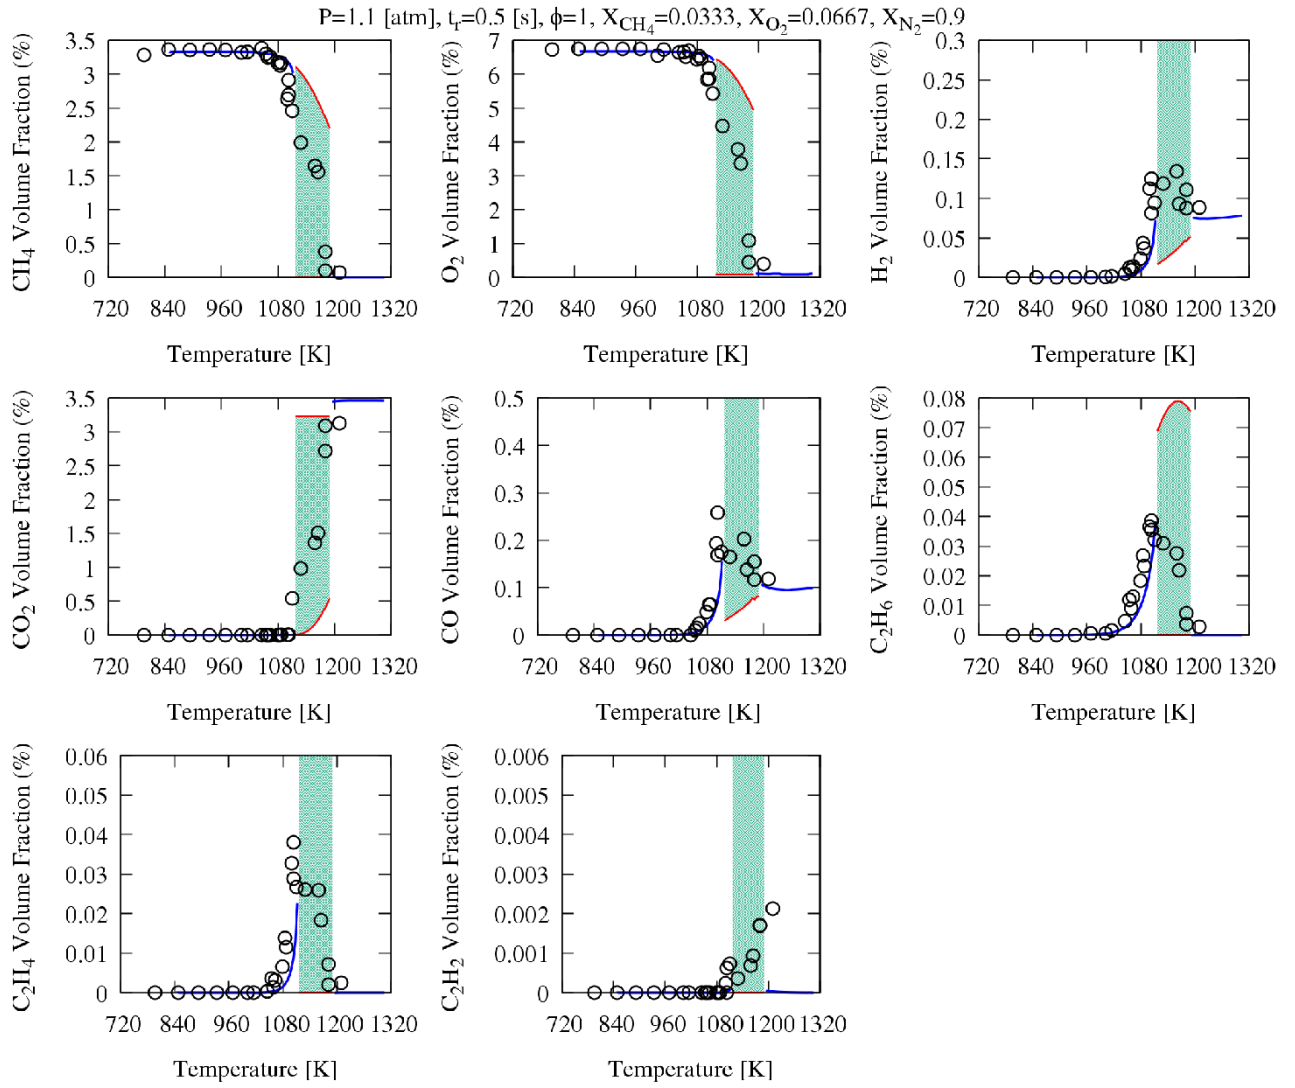 P=1.1 [atm], t_r=0.5 [s], ϕ=1, X_CH4=0.0333, X_O2=0.0667, X_N2=0.9
CH4 Volume Fraction (%)
3.5
3
2.5
2
1.5
1
0.5
0
720 840 960 1080 1200 1320
Temperature [K]
O2 Volume Fraction (%)
7
6
5
4
3
2
1
0
720 840 960 1080 1200 1320
Temperature [K]
H2 Volume Fraction (%)
0.3
0.25
0.2
0.15
0.1
0.05
0
720 840 960 1080 1200 1320
Temperature [K]
CO2 Volume Fraction (%)
3.5
3
2.5
2
1.5
1
0.5
0
720 840 960 1080 1200 1320
Temperature [K]
CO Volume Fraction (%)
0.5
0.4
0.3
0.2
0.1
0
720 840 960 1080 1200 1320
Temperature [K]
C2H6 Volume Fraction (%)
0.08
0.07
0.06
0.05
0.04
0.03
0.02
0.01
0
720 840 960 1080 1200 1320
Temperature [K]
C2H4 Volume Fraction (%)
0.06
0.05
0.04
0.03
0.02
0.01
0
720 840 960 1080 1200 1320
Temperature [K]
C2H2 Volume Fraction (%)
0.006
0.005
0.004
0.003
0.002
0.001
0
720 840 960 1080 1200 1320
Temperature [K]